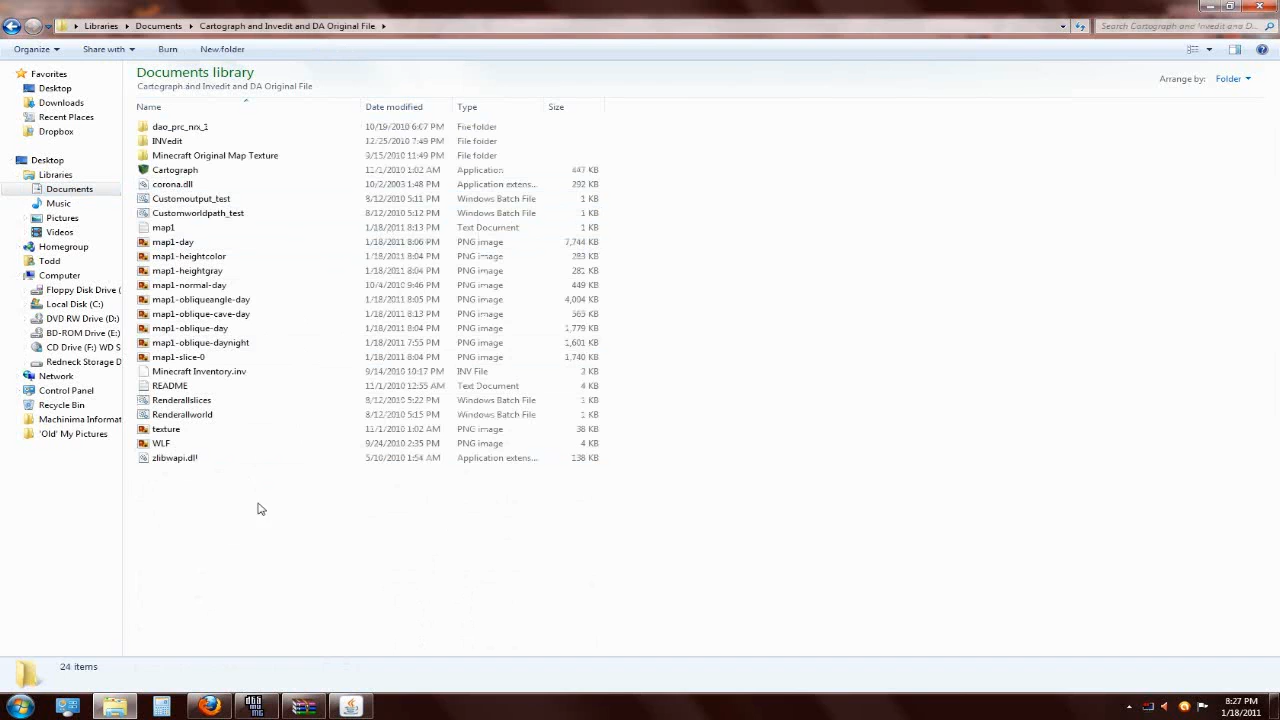 Libraries Documents Cartograph and Invedit and DA Original File
Search Cartograph and Invedit and D...
Organize Share with Burn New folder
Documents library
Cartograph and Invedit and DA Original File
Arrange by: Folder
Name Date modified Type Size
dao_prc_nrx_1 10/19/2010 6:07 PM File folder
INVedit 12/25/2010 7:49 PM File folder
Minecraft Original Map Texture 3/15/2010 11:49 PM File folder
Cartograph 11/1/2010 1:02 AM Application 447 KB
corona.dll 10/2/2003 1:48 PM Application extens... 292 KB
Customoutput_test 8/12/2010 5:11 PM Windows Batch File 1 KB
Customworldpath_test 8/12/2010 5:12 PM Windows Batch File 1 KB
map1 1/18/2011 8:13 PM Text Document 1 KB
map1-day 1/18/2011 8:06 PM PNG image 7,744 KB
map1-heightcolor 1/18/2011 8:04 PM PNG image 283 KB
map1-heightgray 1/18/2011 8:04 PM PNG image 281 KB
map1-normal-day 10/4/2010 9:46 PM PNG image 449 KB
map1-obliqueangle-day 1/18/2011 8:05 PM PNG image 4,004 KB
map1-oblique-cave-day 1/18/2011 8:13 PM PNG image 565 KB
map1-oblique-day 1/18/2011 8:04 PM PNG image 1,779 KB
map1-oblique-daynight 1/18/2011 7:55 PM PNG image 1,601 KB
map1-slice-0 1/18/2011 8:04 PM PNG image 1,740 KB
Minecraft Inventory.inv 9/14/2010 10:17 PM INV File 3 KB
README 11/1/2010 12:55 AM Text Document 4 KB
Renderallslices 8/12/2010 5:22 PM Windows Batch File 1 KB
Renderallworld 8/12/2010 5:15 PM Windows Batch File 1 KB
texture 11/1/2010 1:02 AM PNG image 38 KB
WLF 9/24/2010 2:35 PM PNG image 4 KB
zlibwapi.dll 5/10/2010 1:54 AM Application extens... 138 KB
Favorites
Desktop
Downloads
Recent Places
Dropbox
Desktop
Libraries
Documents
Music
Pictures
Videos
Homegroup
Todd
Computer
Floppy Disk Drive (
Local Disk (C:)
DVD RW Drive (D:)
BD-ROM Drive (E:)
CD Drive (F:) WD S
Redneck Storage D
Network
Control Panel
Recycle Bin
Machinima Informat
'Old' My Pictures
24 items
8:27 PM
1/18/2011